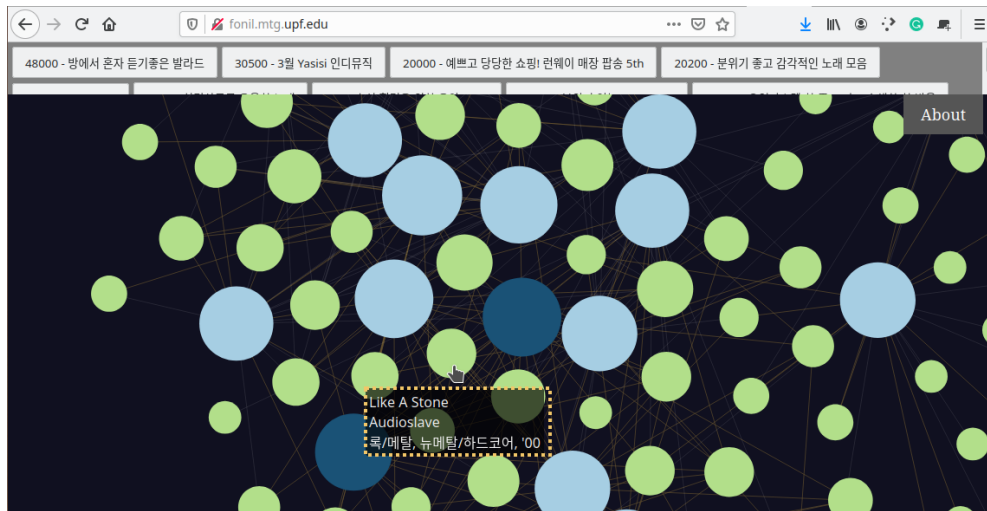 fonil.mtg.upf.edu
48000 - 방에서 혼자 듣기좋은 발라드
30500 - 3월 Yasisi 인디뮤직
20000 - 예쁘고 당당한 쇼핑! 런웨이 매장 팝송 5th
20200 - 분위기 좋고 감각적인 노래 모음
About
Like A Stone
Audioslave
록/메탈, 뉴메탈/하드코어, '00